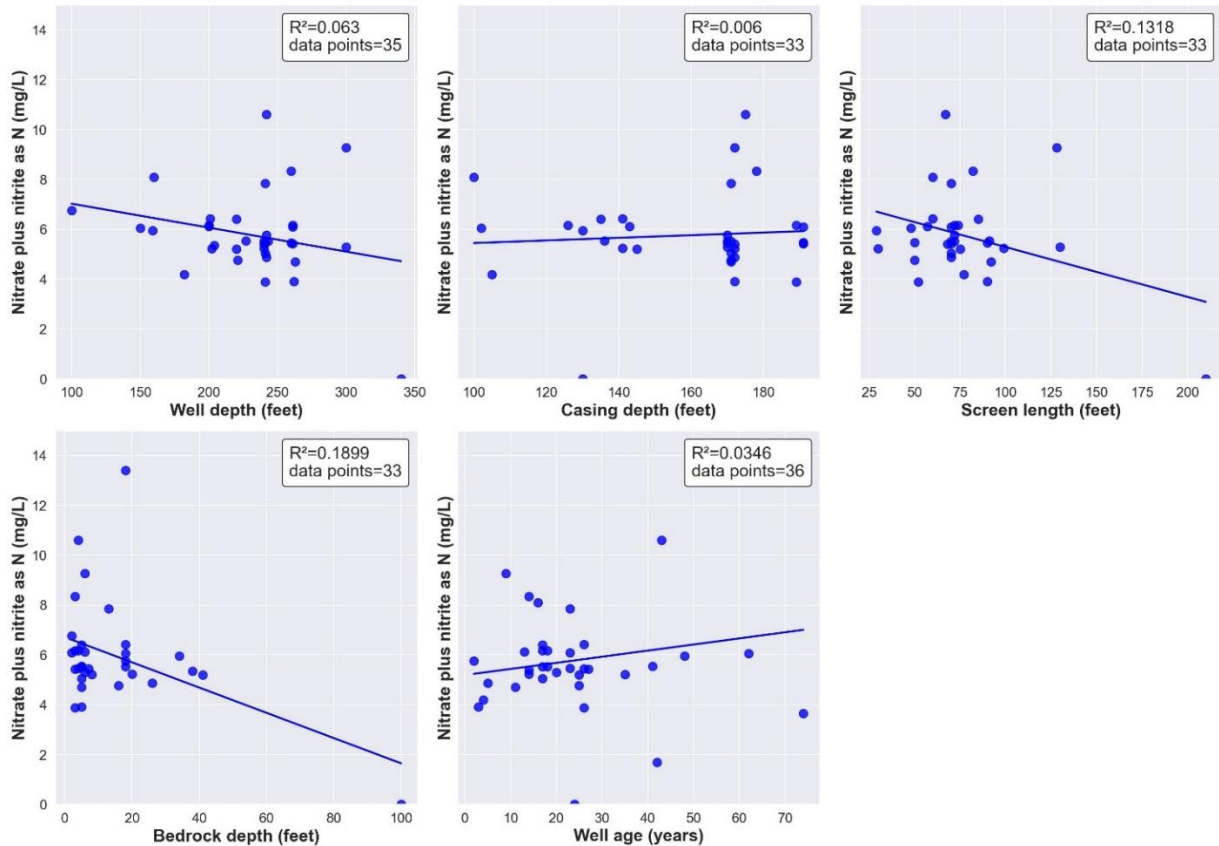 R²=0.063
data points=35
Nitrate plus nitrite as N (mg/L)
14
12
10
8
6
4
2
0
100 150 200 250 300 350
Well depth (feet)
R²=0.006
data points=33
Nitrate plus nitrite as N (mg/L)
100 120 140 160 180
Casing depth (feet)
R²=0.1318
data points=33
Nitrate plus nitrite as N (mg/L)
25 50 75 100 125 150 175 200
Screen length (feet)
R²=0.1899
data points=33
Nitrate plus nitrite as N (mg/L)
14
12
10
8
6
4
2
0
0 20 40 60 80 100
Bedrock depth (feet)
R²=0.0346
data points=36
Nitrate plus nitrite as N (mg/L)
0 10 20 30 40 50 60 70
Well age (years)